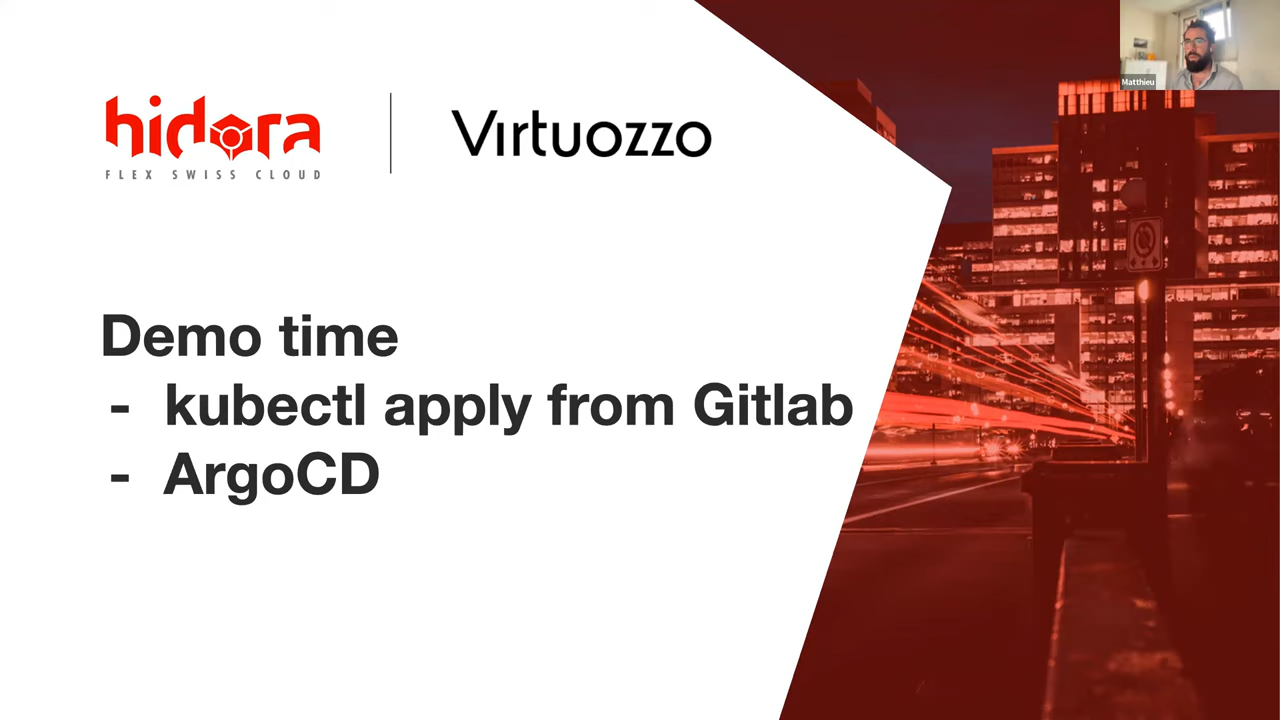 hidora
FLEX SWISS CLOUD
Virtuozzo
Matthieu
Demo time
- kubectl apply from Gitlab
- ArgoCD